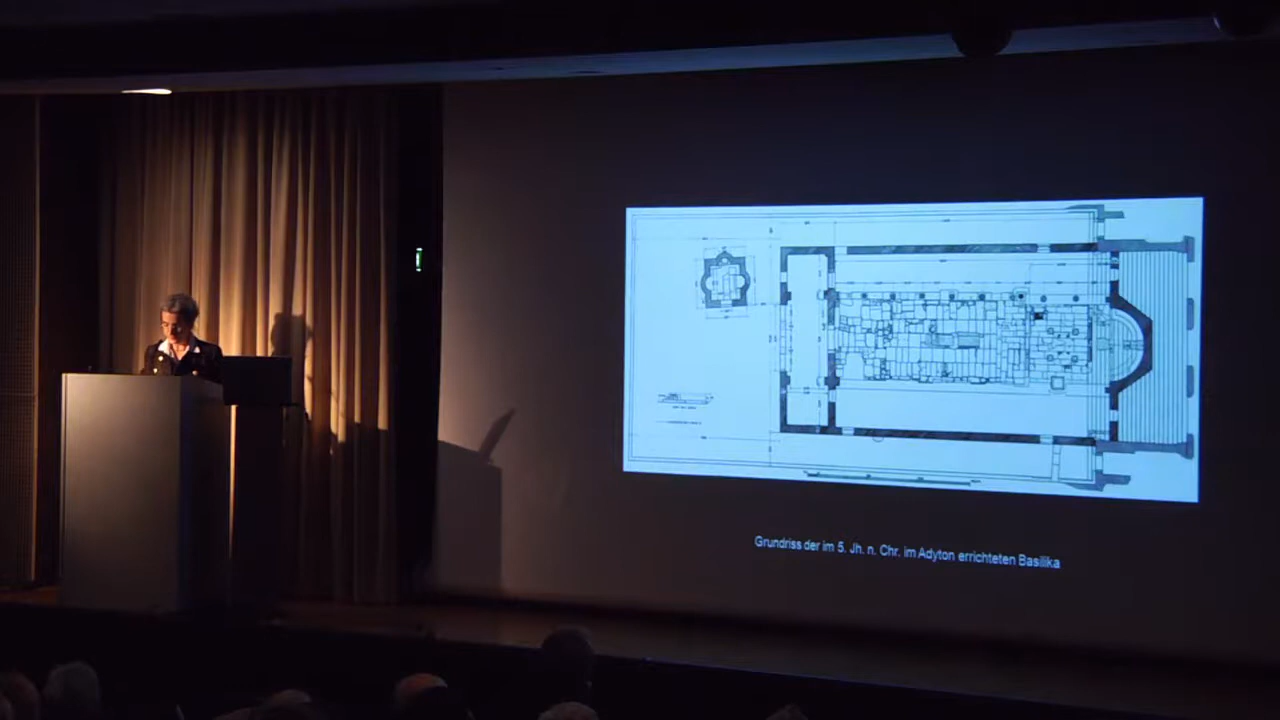 Grundriss der im 5. Jh. n. Chr. im Adyton errichteten Basilika